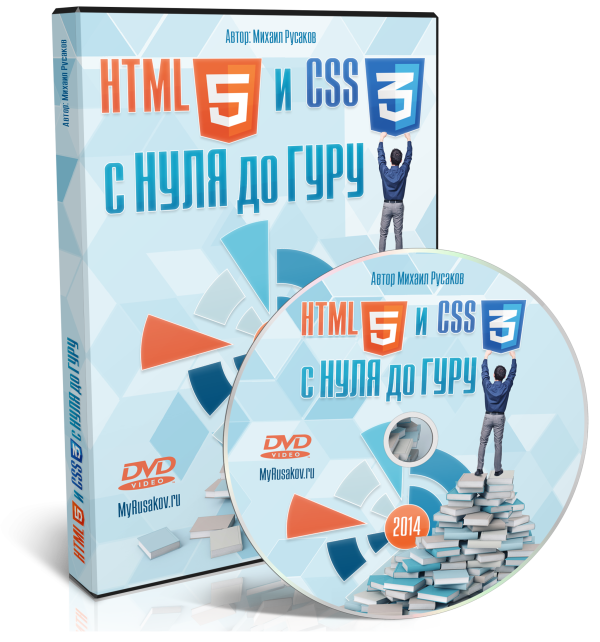 Автор: Михаил Русаков
HTML 5 и CSS 3
с НУЛЯ до ГУРУ
DVD
VIDEO
MyRusakov.ru
Автор: Михаил Русаков
HTML 5 и CSS 3 с НУЛЯ до ГУРУ
Автор Михаил Русаков
HTML 5 и CSS 3
с НУЛЯ до ГУРУ
DVD
VIDEO
MyRusakov.ru
2014